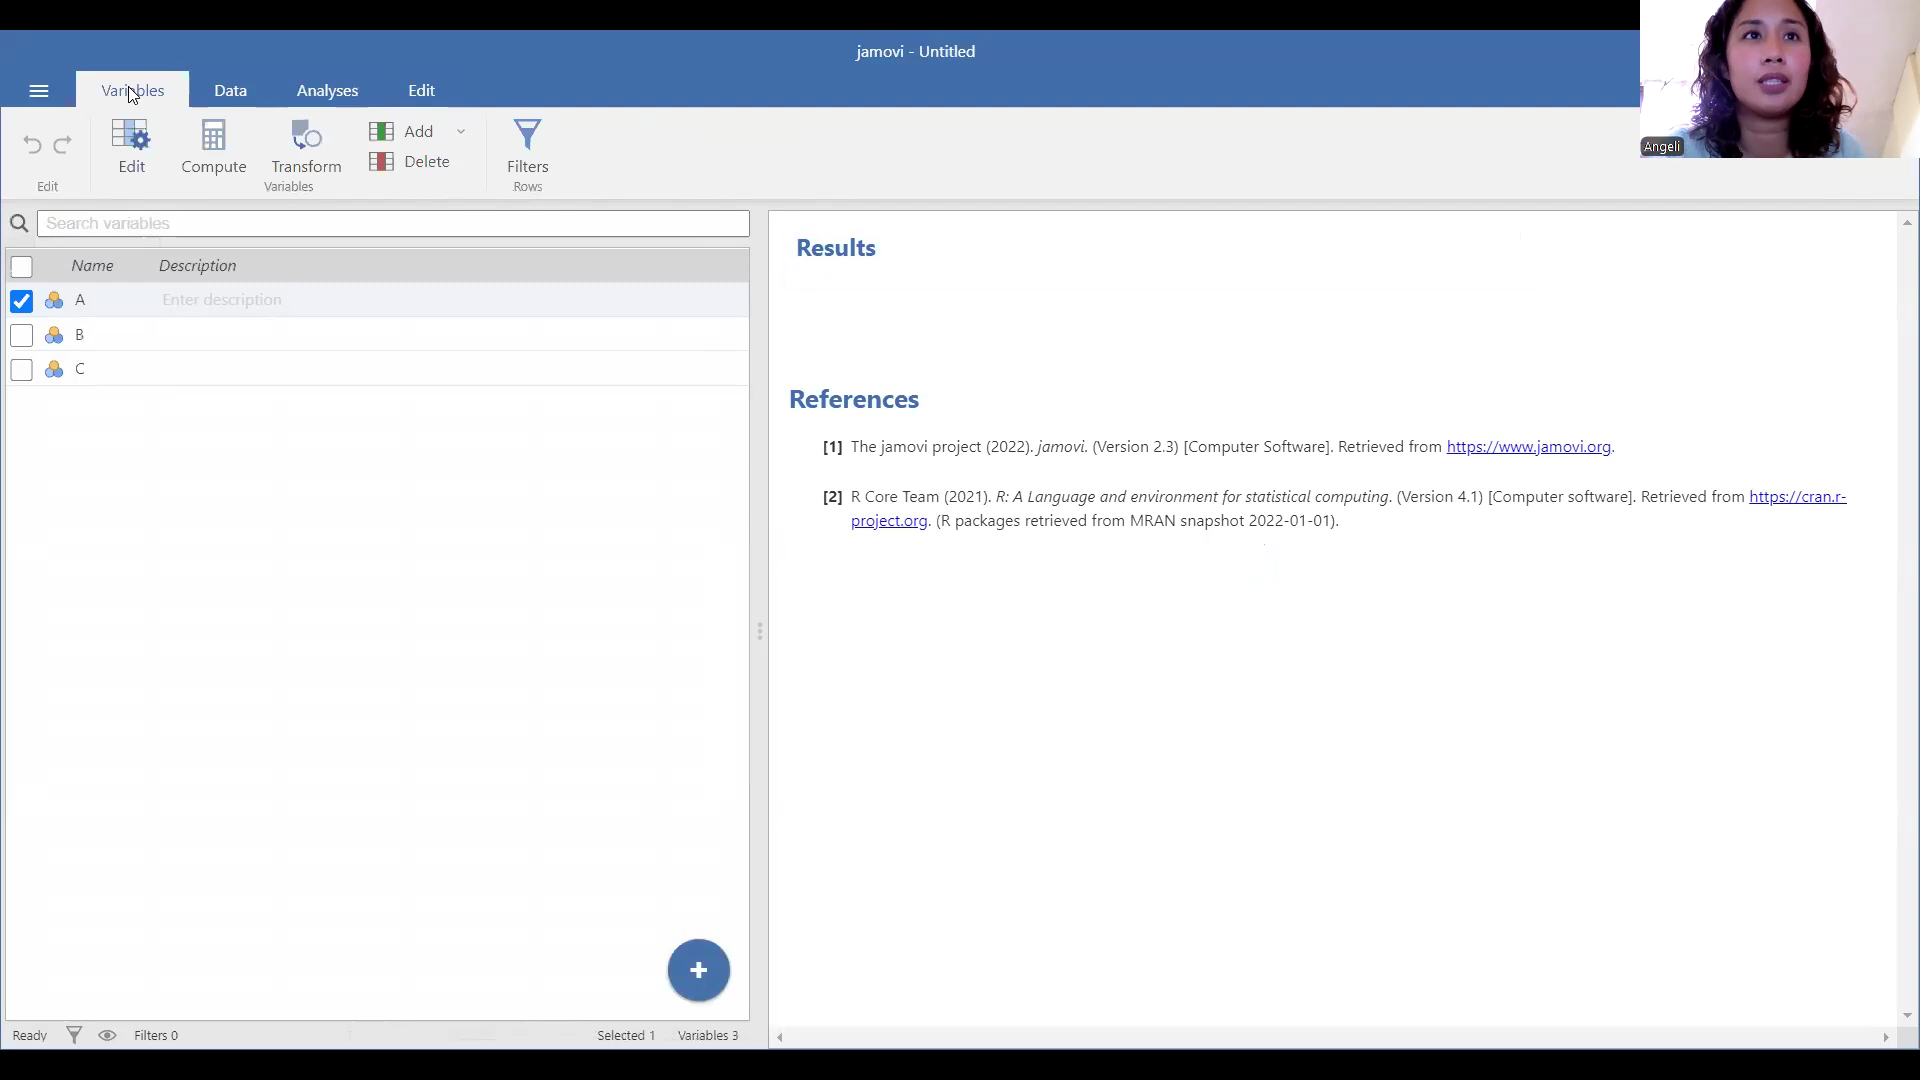 jamovi - Untitled
Variables Data Analyses Edit
Edit Compute Transform Add Delete Filters
Edit Variables Rows
Search variables
Name Description
A Enter description
B
C
Results
References
[1] The jamovi project (2022). jamovi. (Version 2.3) [Computer Software]. Retrieved from https://www.jamovi.org.
[2] R Core Team (2021). R: A Language and environment for statistical computing. (Version 4.1) [Computer software]. Retrieved from https://cran.r-
project.org. (R packages retrieved from MRAN snapshot 2022-01-01).
Ready Filters 0 Selected 1 Variables 3
Angeli